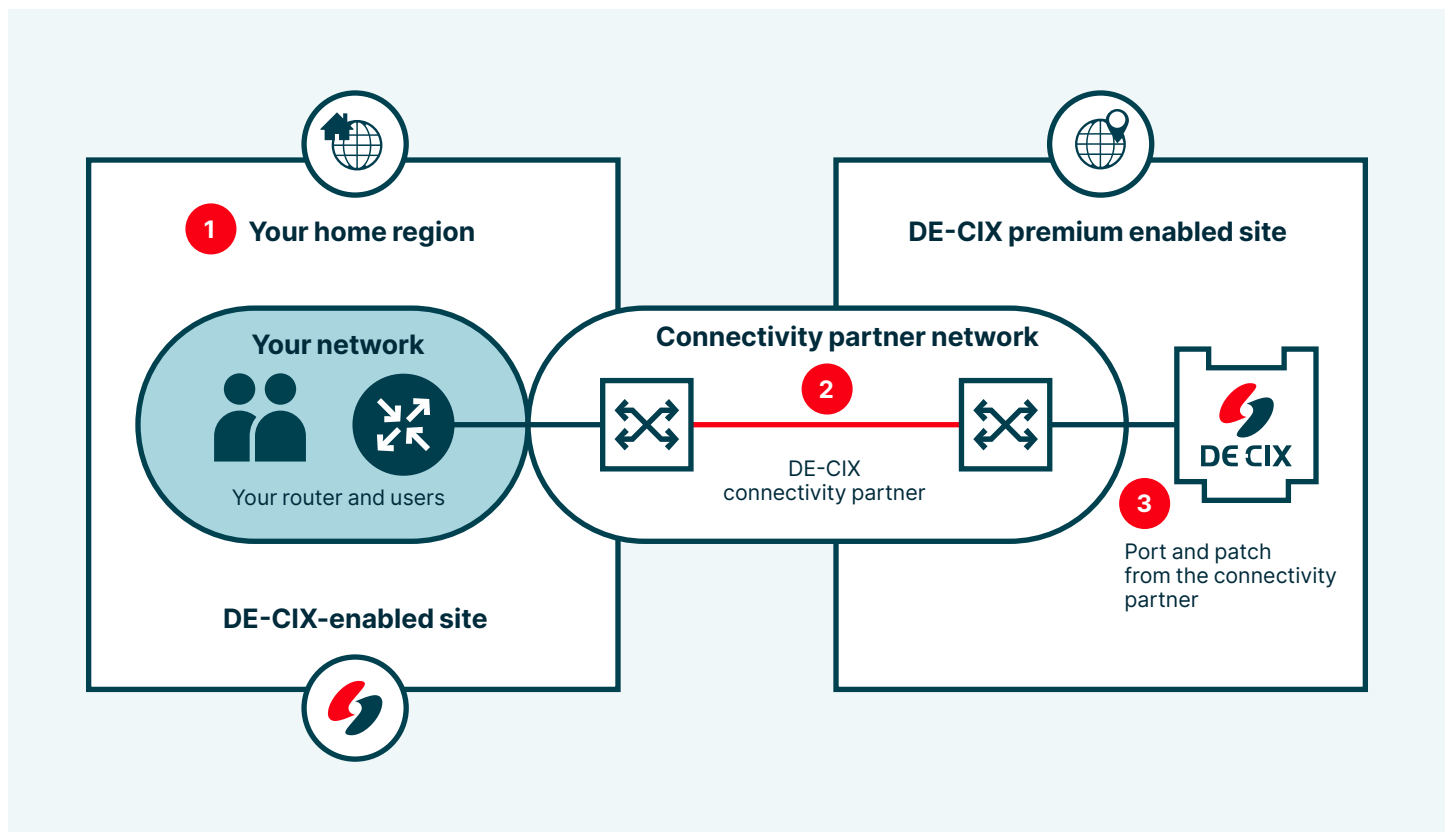 1
Your home region
Your network
Your router and users
DE-CIX-enabled site
Connectivity partner network
2
DE-CIX
connectivity partner
DE-CIX premium enabled site
DE CIX
3
Port and patch
from the connectivity
partner